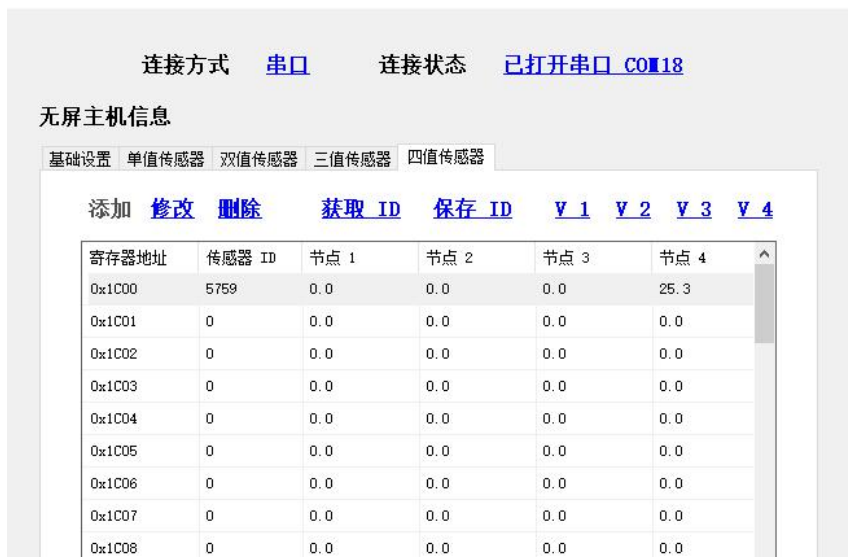 连接方式 串口 连接状态 已打开串口 COM18
无屏主机信息
基础设置 单值传感器 双值传感器 三值传感器 四值传感器
添加 修改 删除 获取 ID 保存 ID V 1 V 2 V 3 V 4
寄存器地址 传感器 ID 节点 1 节点 2 节点 3 节点 4
0x1C00 5759 0.0 0.0 0.0 25.3
0x1C01 0 0.0 0.0 0.0 0.0
0x1C02 0 0.0 0.0 0.0 0.0
0x1C03 0 0.0 0.0 0.0 0.0
0x1C04 0 0.0 0.0 0.0 0.0
0x1C05 0 0.0 0.0 0.0 0.0
0x1C06 0 0.0 0.0 0.0 0.0
0x1C07 0 0.0 0.0 0.0 0.0
0x1C08 0 0.0 0.0 0.0 0.0